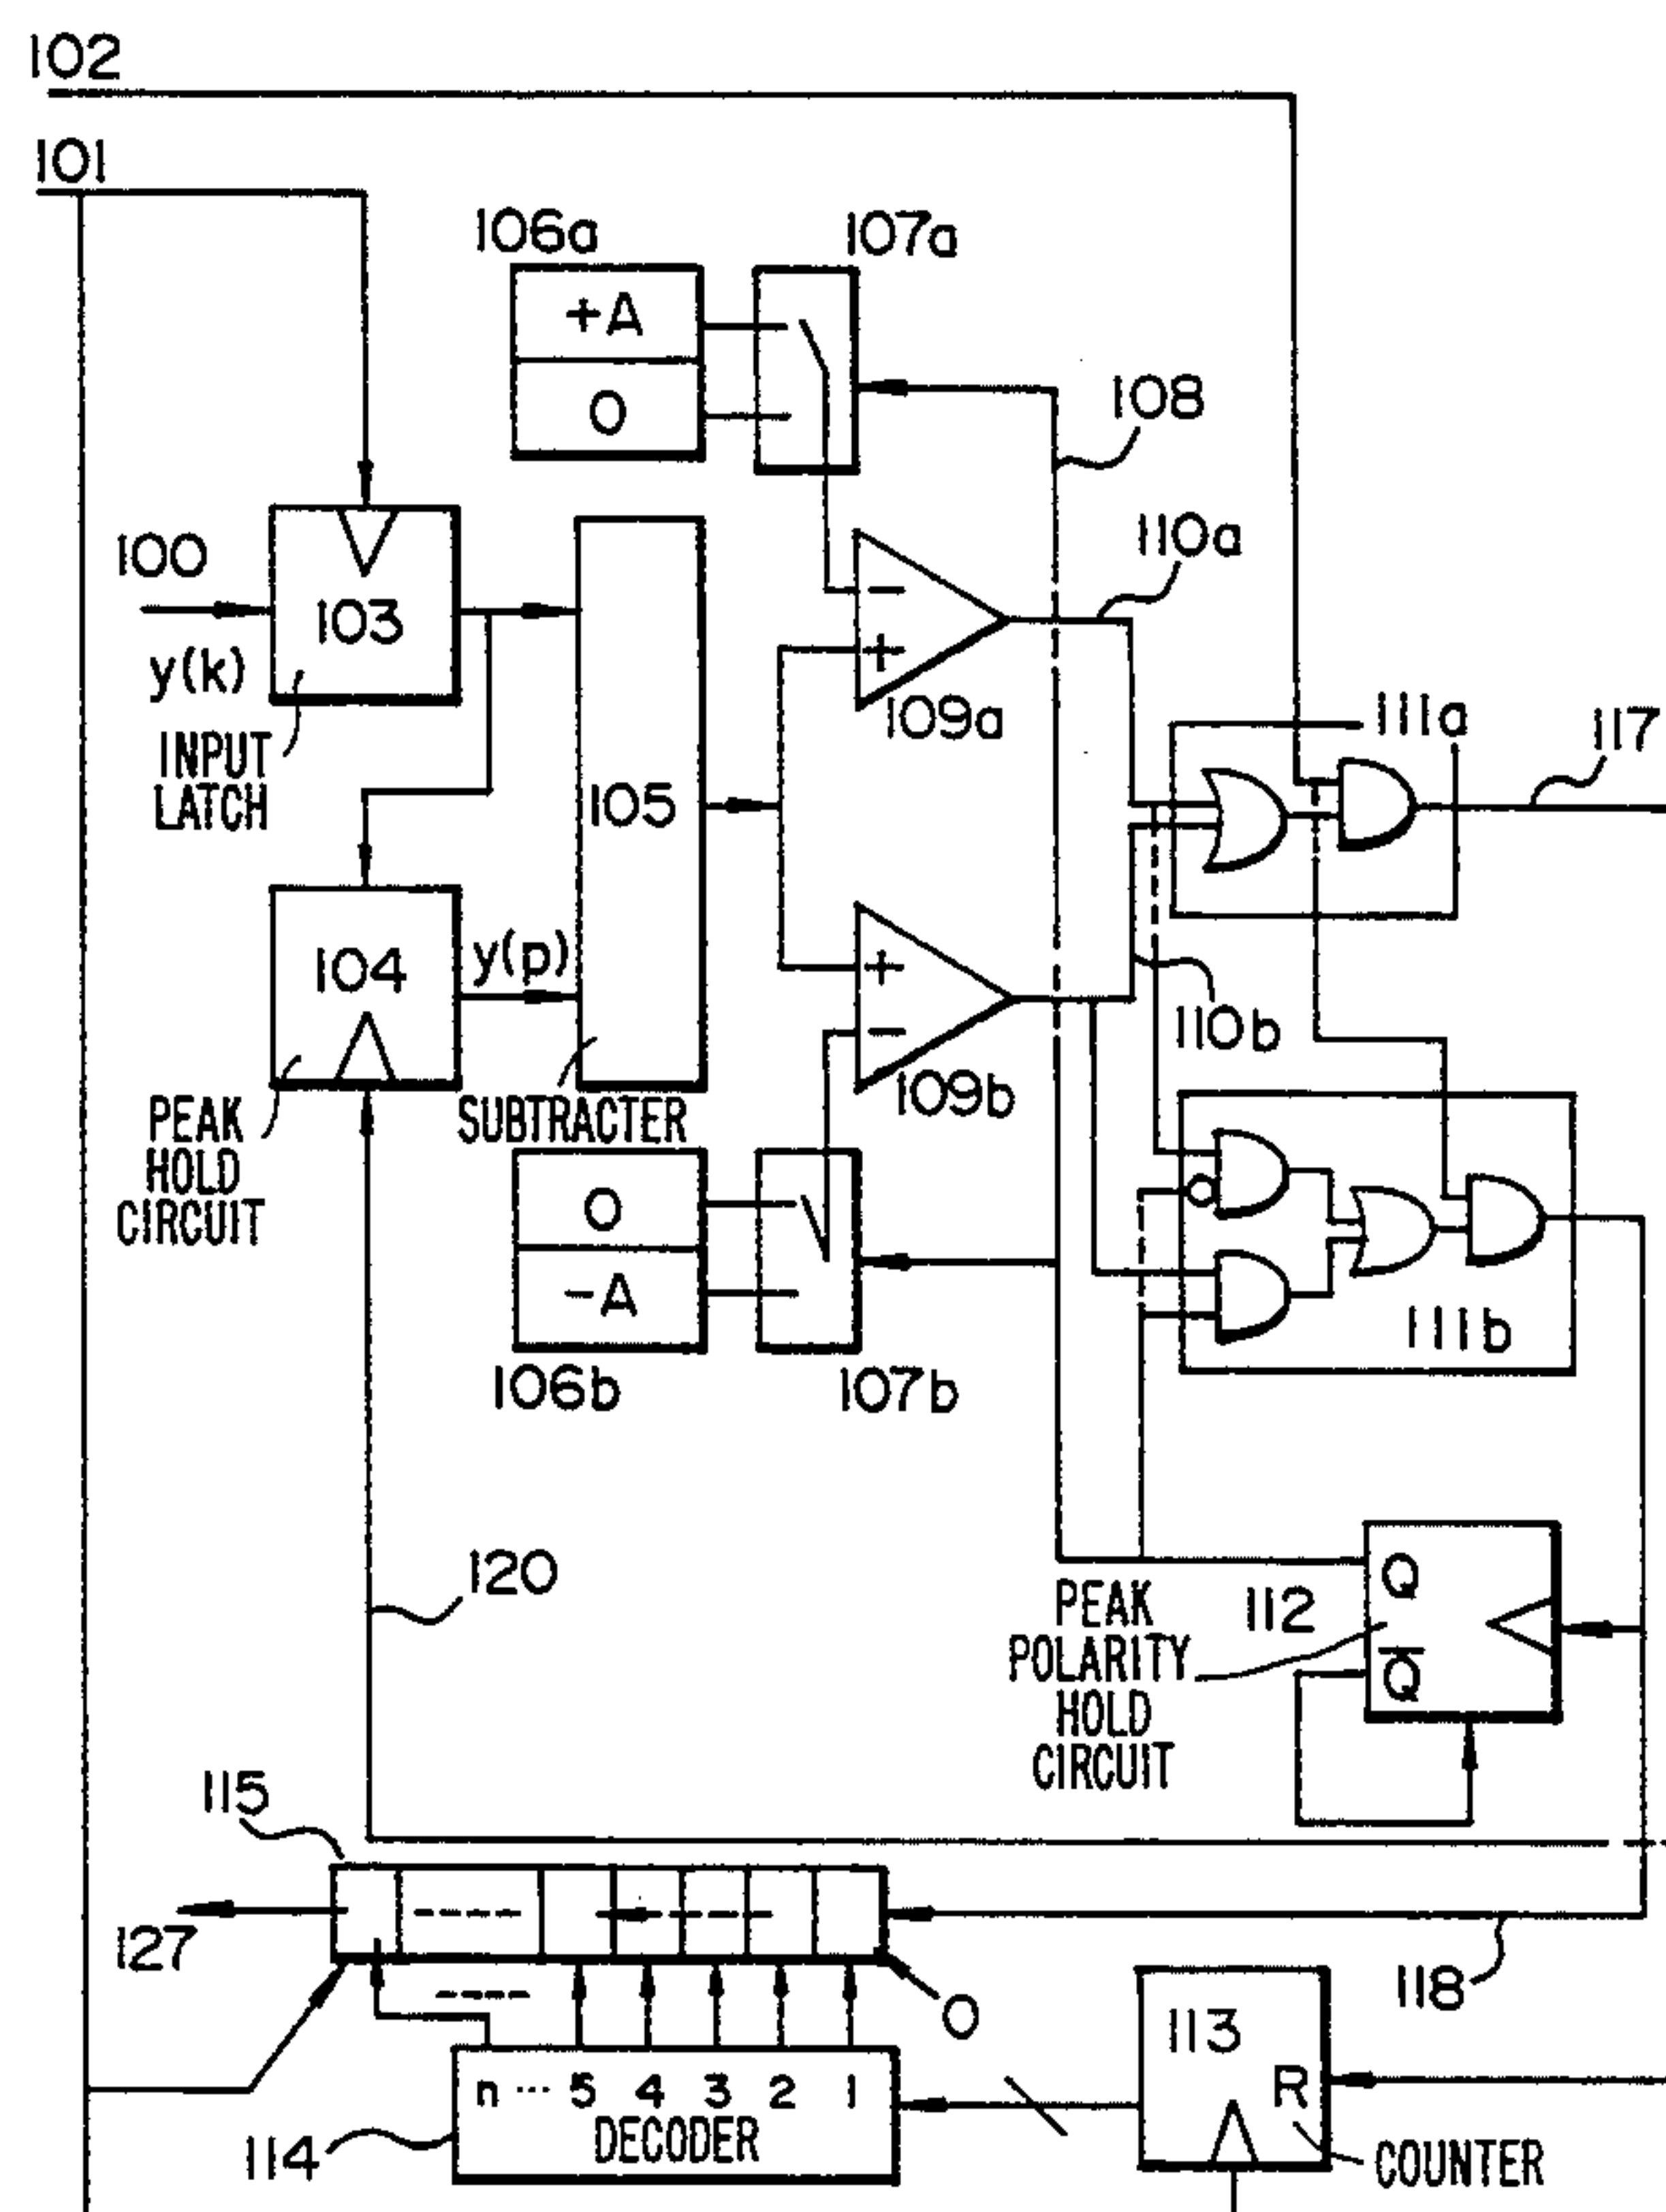 102
101
106a
107a
+A
0
108
100
103
y(k)
INPUT
LATCH
110a
−
+
109a
111a
117
105
104
y(p)
+
−
110b
109b
PEAK
HOLD
CIRCUIT
SUBTRACTER
0
−A
106b
107b
111b
120
Q
112
Q̅
PEAK
POLARITY
HOLD
CIRCUIT
115
127
118
0
113
R
n ··· 5 4 3 2 1
DECODER
114
COUNTER